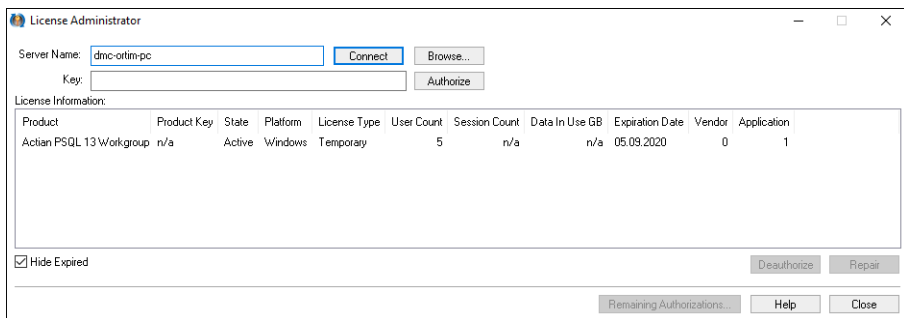 License Administrator
Server Name: dmc-ortim-pc Connect Browse...
Key: Authorize
License Information:
Product Product Key State Platform License Type User Count Session Count Data In Use GB Expiration Date Vendor Application
Actian PSQL 13 Workgroup n/a Active Windows Temporary 5 n/a n/a 05.09.2020 0 1
Hide Expired Deauthorize Repair
Remaining Authorizations... Help Close